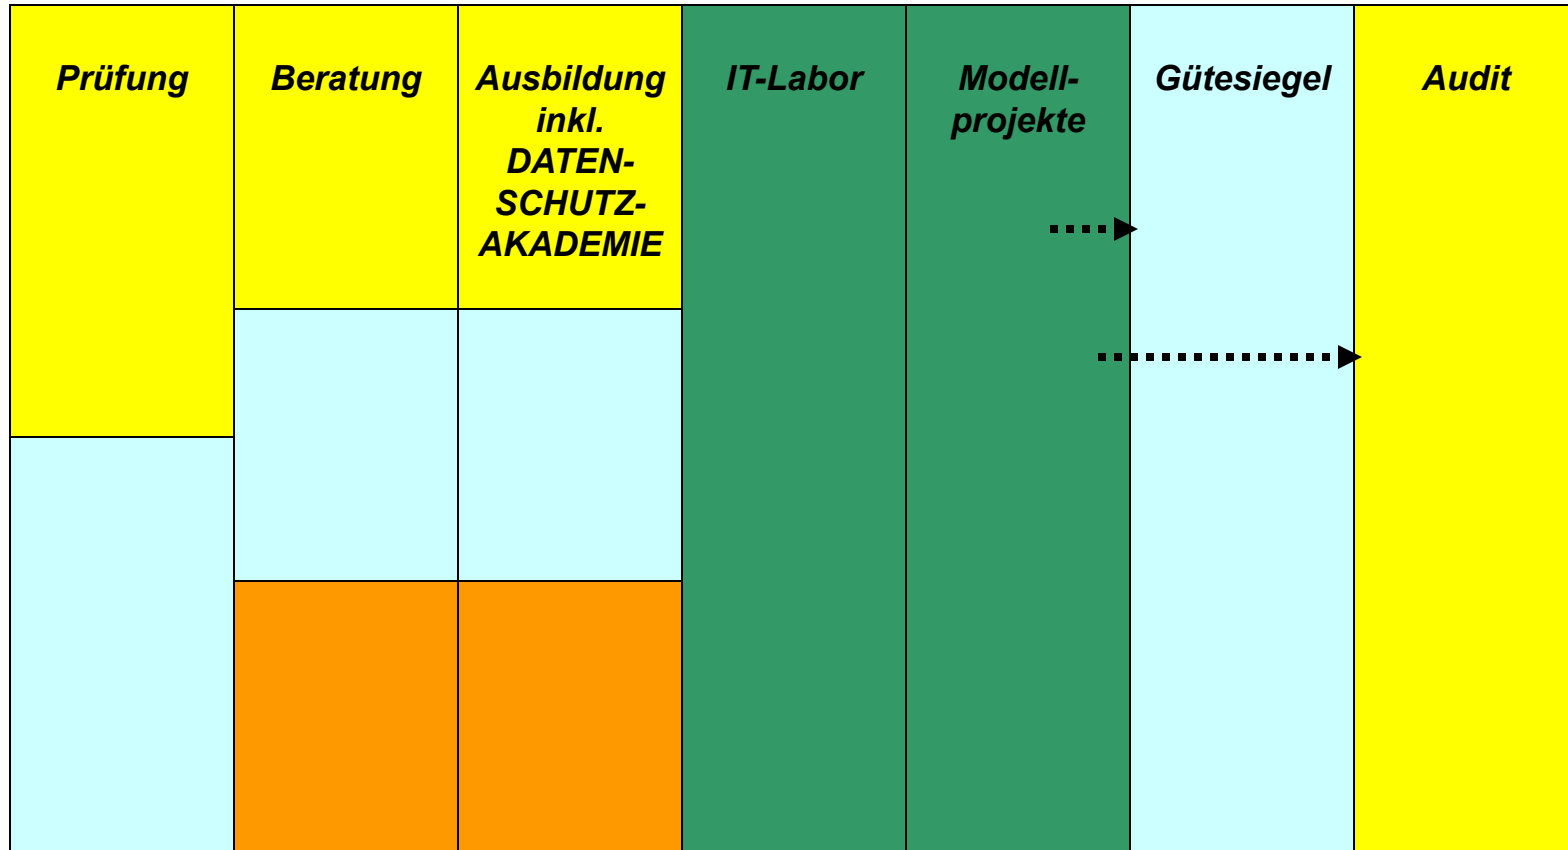 Prüfung
Beratung
Ausbildung
inkl.
DATEN-
SCHUTZ-
AKADEMIE
IT-Labor
Modell-
projekte
Gütesiegel
Audit